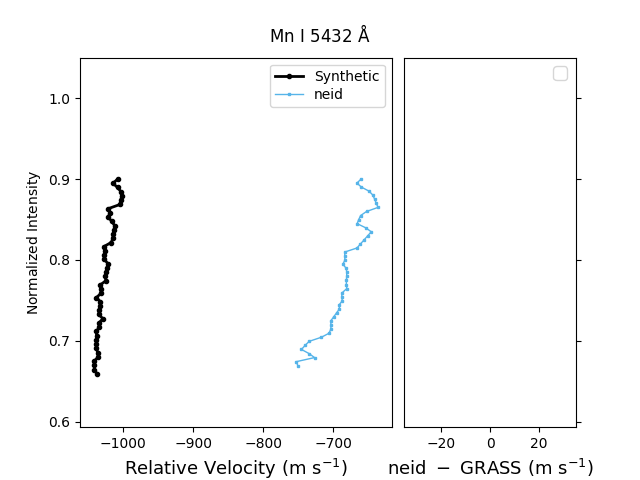 Mn I 5432 Å
Synthetic
neid
Normalized Intensity
1.0
0.9
0.8
0.7
0.6
−1000 −900 −800 −700
−20 0 20
Relative Velocity (m s⁻¹)
neid − GRASS (m s⁻¹)